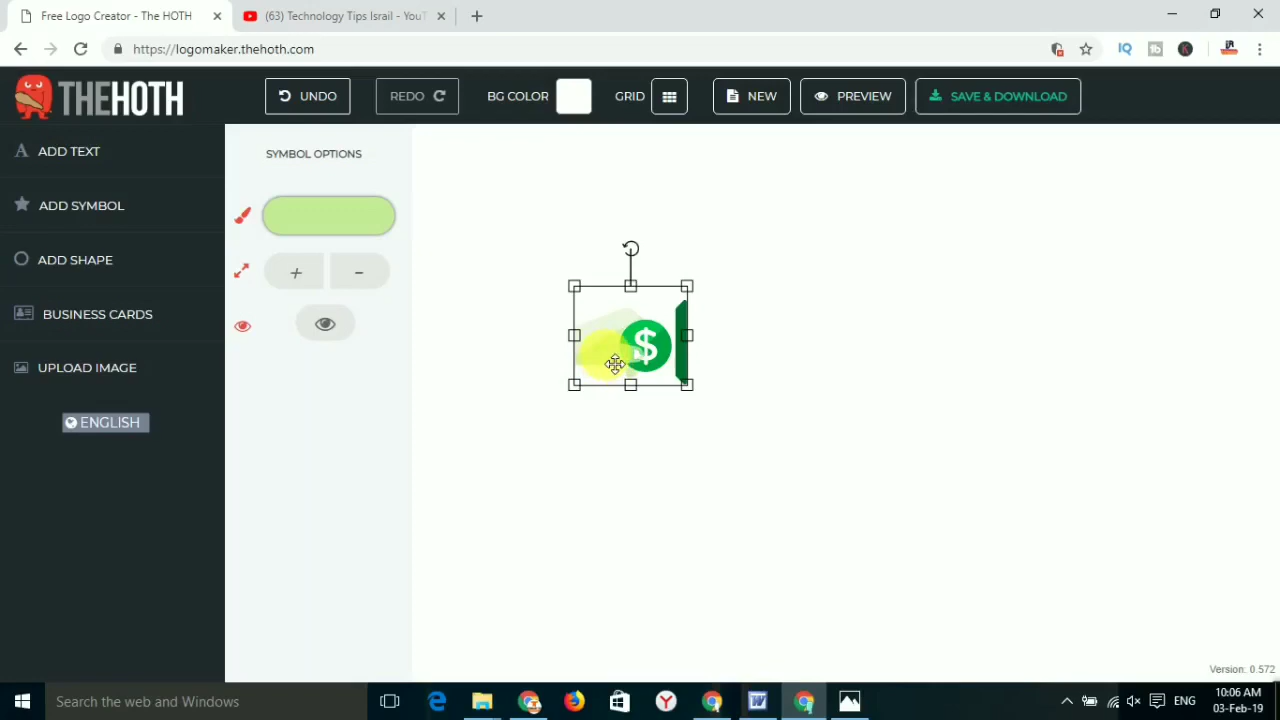 Free Logo Creator - The HOTH
(63) Technology Tips Israil - YouT
https://logomaker.thehoth.com
IQ
THEHOTH
UNDO
REDO
BG COLOR
GRID
NEW
PREVIEW
SAVE & DOWNLOAD
ADD TEXT
ADD SYMBOL
ADD SHAPE
BUSINESS CARDS
UPLOAD IMAGE
ENGLISH
SYMBOL OPTIONS
+ -
$
Version: 0.572
Search the web and Windows
ENG
10:06 AM
03-Feb-19